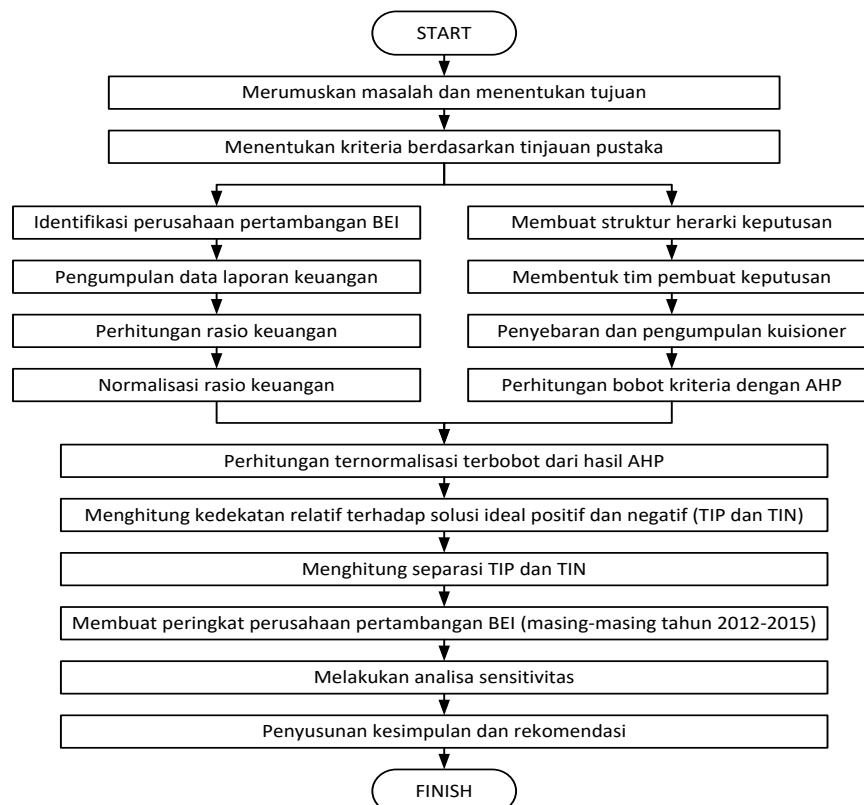 START
Merumuskan masalah dan menentukan tujuan
Menentukan kriteria berdasarkan tinjauan pustaka
Identifikasi perusahaan pertambangan BEI
Pengumpulan data laporan keuangan
Perhitungan rasio keuangan
Normalisasi rasio keuangan
Membuat struktur herarki keputusan
Membentuk tim pembuat keputusan
Penyebaran dan pengumpulan kuisioner
Perhitungan bobot kriteria dengan AHP
Perhitungan ternormalisasi terbobot dari hasil AHP
Menghitung kedekatan relatif terhadap solusi ideal positif dan negatif (TIP dan TIN)
Menghitung separasi TIP dan TIN
Membuat peringkat perusahaan pertambangan BEI (masing-masing tahun 2012-2015)
Melakukan analisa sensitivitas
Penyusunan kesimpulan dan rekomendasi
FINISH